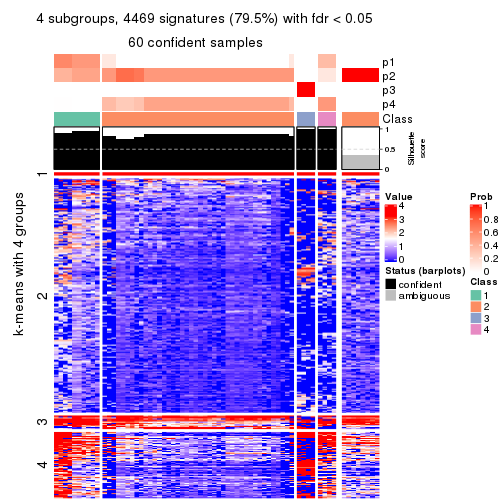 4 subgroups, 4469 signatures (79.5%) with fdr < 0.05
60 confident samples
p1
p2
p3
p4
Class
1
0.5
0
Silhouette
score
k-means with 4 groups
1
2
3
4
Value
4
3
2
1
0
Status (barplots)
confident
ambiguous
Prob
1
0.8
0.6
0.4
0.2
0
Class
1
2
3
4